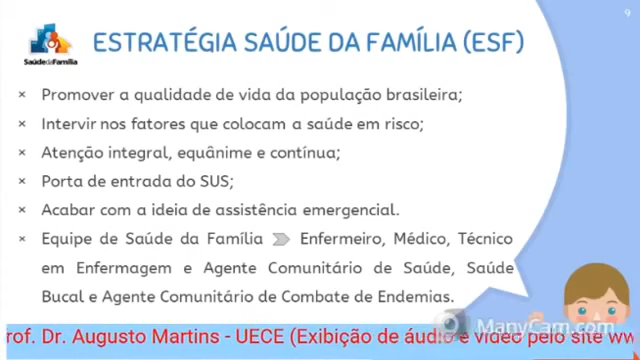 9
ESTRATÉGIA SAÚDE DA FAMÍLIA (ESF)
SaúdedaFamília
× Promover a qualidade de vida da população brasileira;
× Intervir nos fatores que colocam a saúde em risco;
× Atenção integral, equânime e contínua;
× Porta de entrada do SUS;
× Acabar com a ideia de assistência emergencial.
× Equipe de Saúde da Família Enfermeiro, Médico, Técnico
em Enfermagem e Agente Comunitário de Saúde, Saúde
Bucal e Agente Comunitário de Combate de Endemias.
ManyCam.com
rof. Dr. Augusto Martins - UECE (Exibição de áudio e vídeo pelo site ww